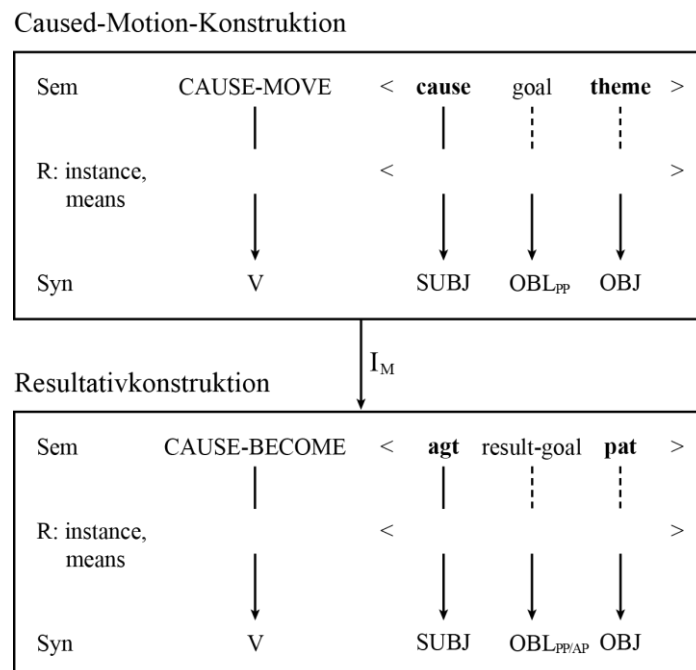 Caused-Motion-Konstruktion
Sem CAUSE-MOVE < cause goal theme >
R: instance, < >
means
Syn V SUBJ OBLPP OBJ
IM
Resultativkonstruktion
Sem CAUSE-BECOME < agt result-goal pat >
R: instance, < >
means
Syn V SUBJ OBLPP/AP OBJ